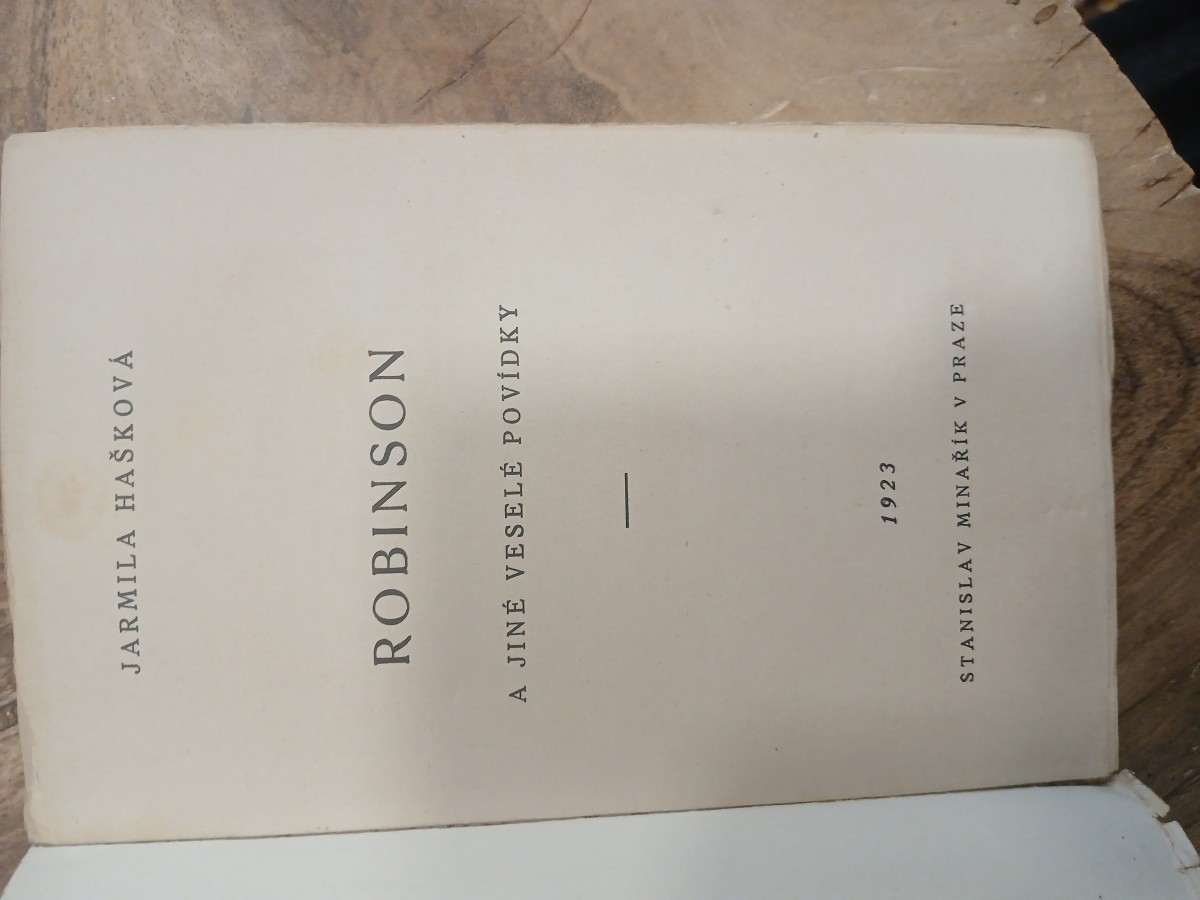 JARMILA HAŠKOVÁ
ROBINSON
A JINÉ VESELÉ POVÍDKY
1923
STANISLAV MINAŘÍK V PRAZE